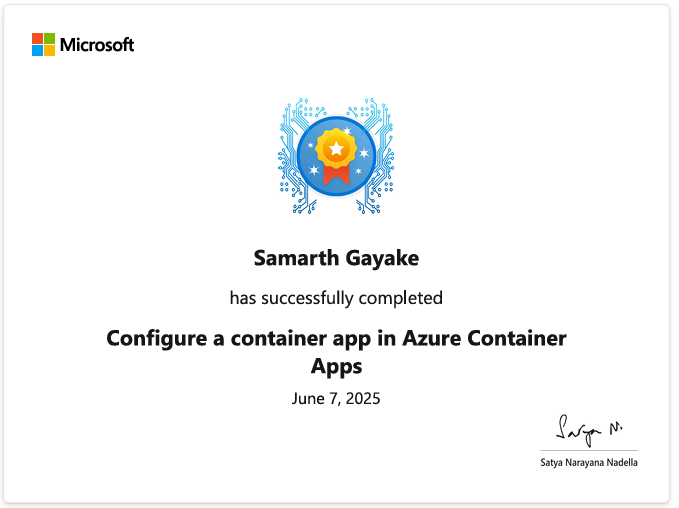 Microsoft
Samarth Gayake
has successfully completed
Configure a container app in Azure Container
Apps
June 7, 2025
Satya N.
Satya Narayana Nadella